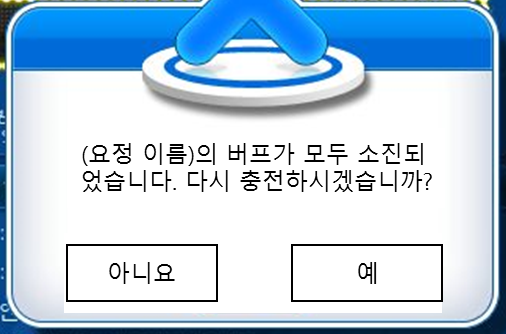 (요정 이름)의 버프가 모두 소진되
었습니다. 다시 충전하시겠습니까?
아니요
예